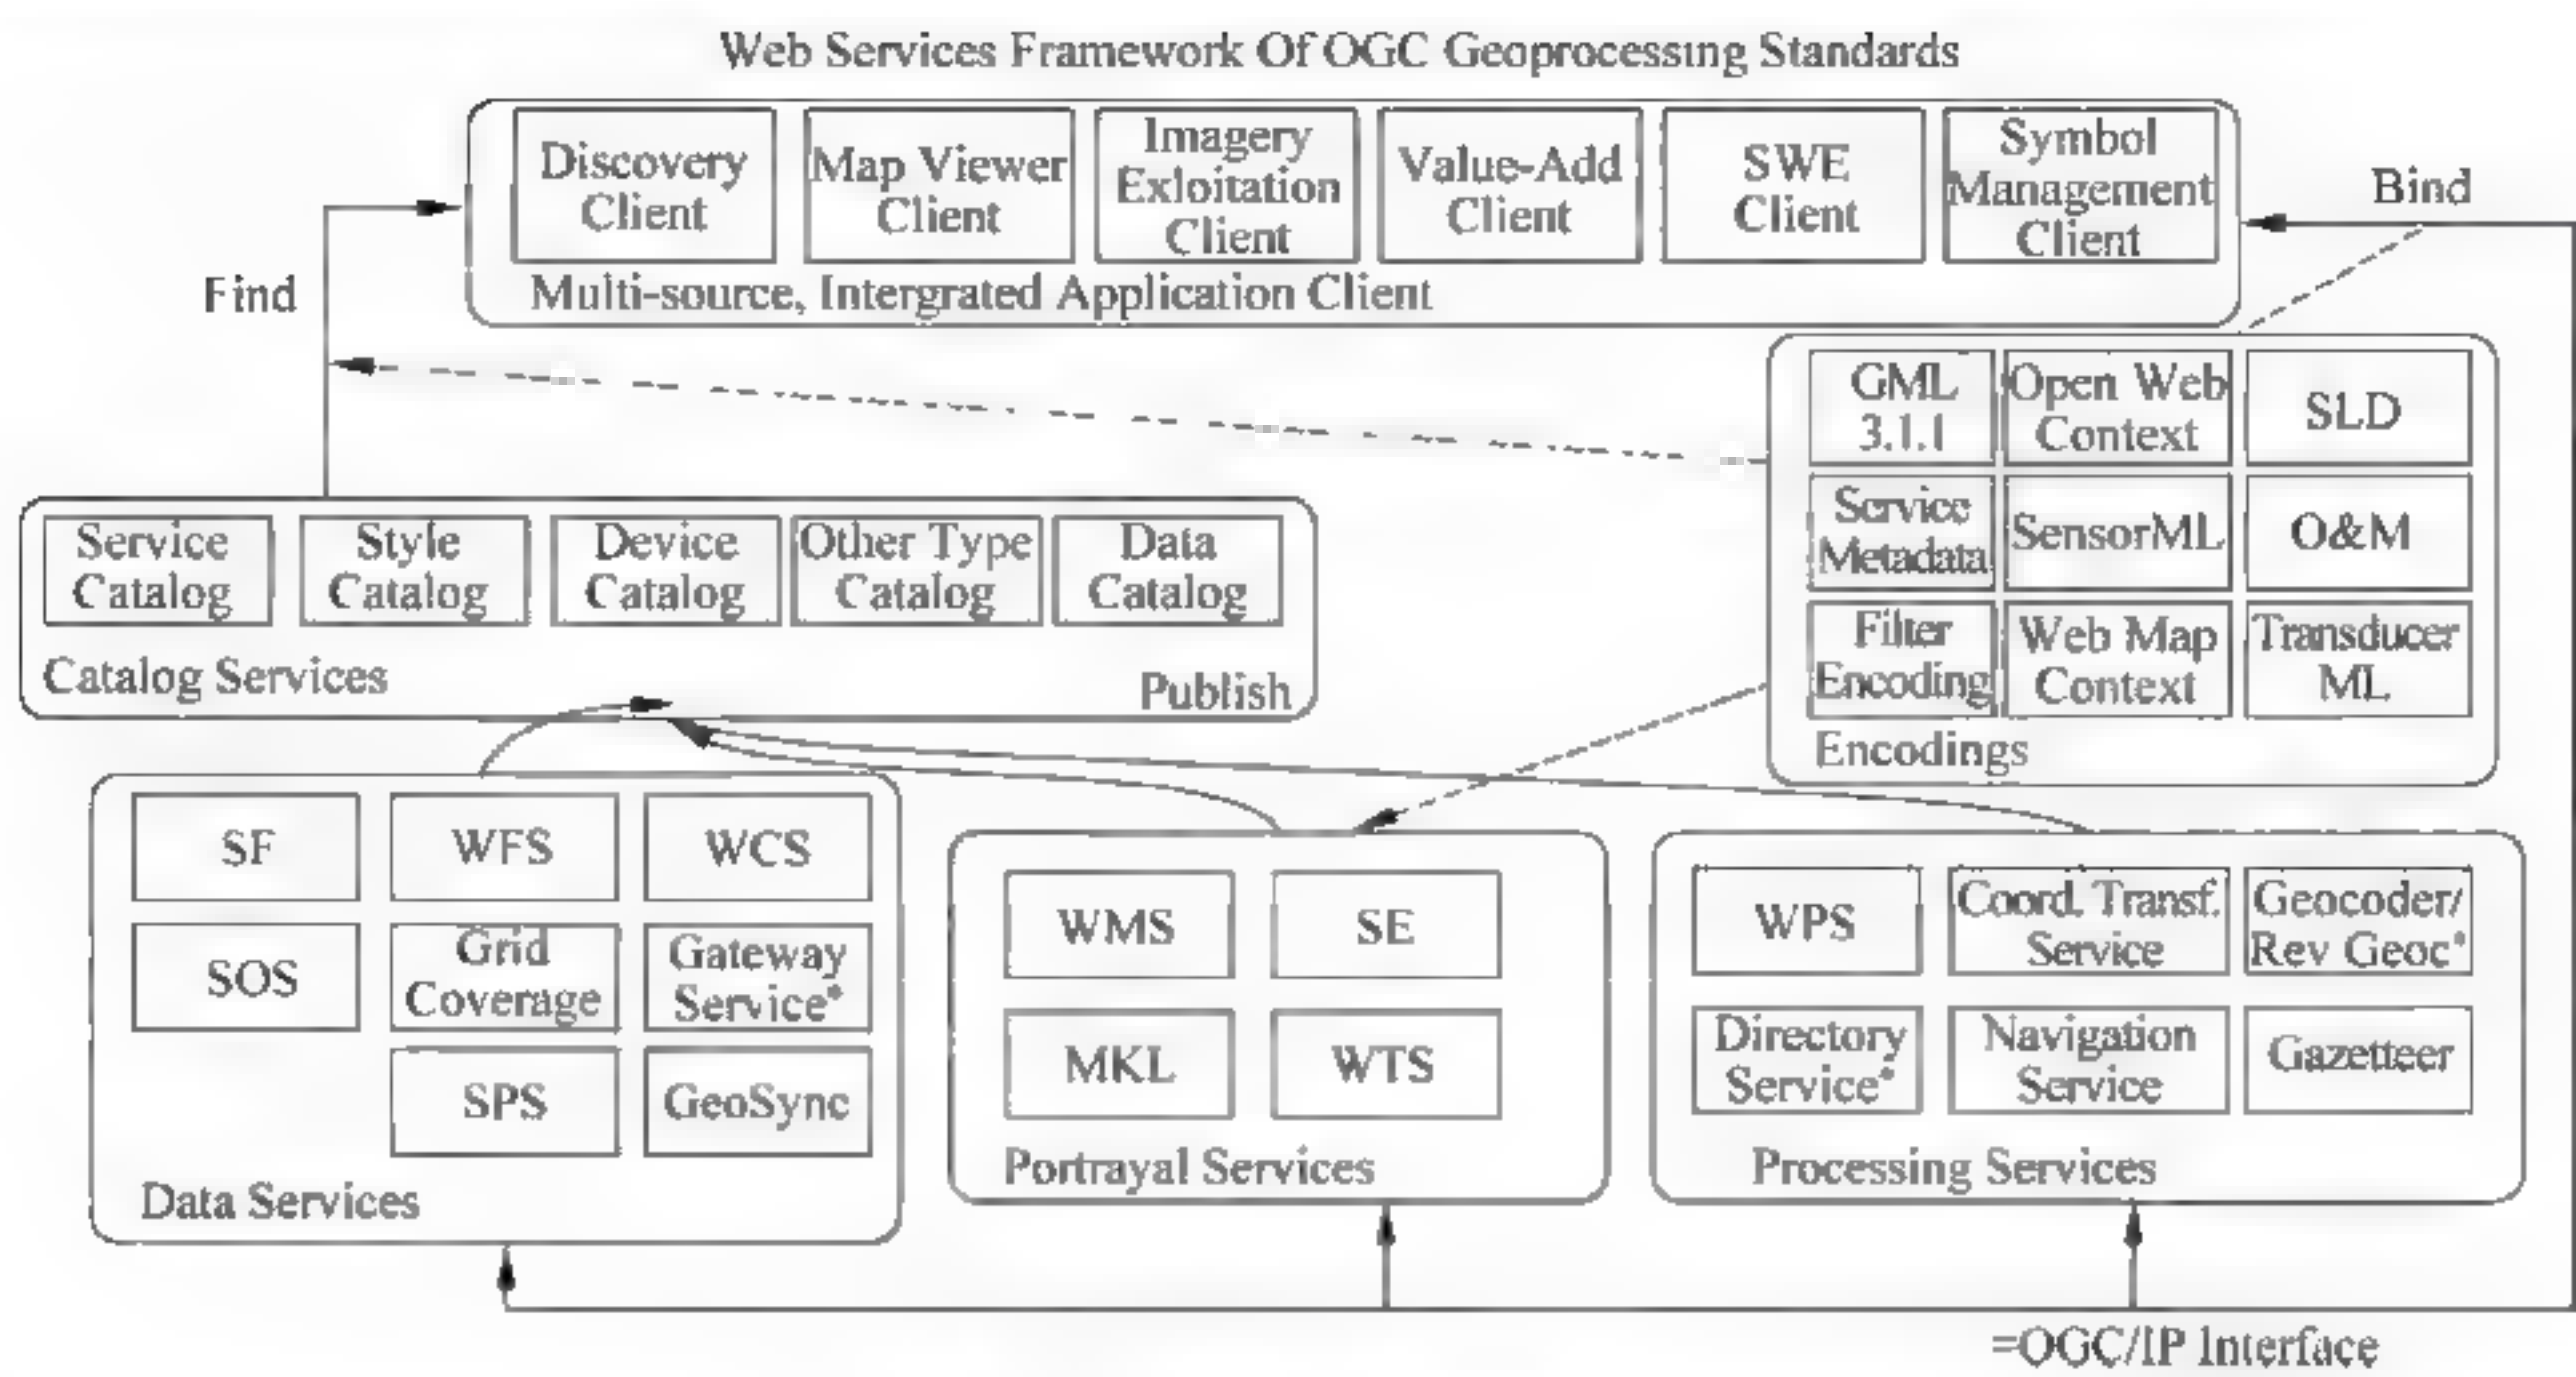 Web Services Framework Of OGC Geoprocessing Standards
Discovery
Client
Map Viewer
Client
Imagery
Exloitation
Client
Value-Add
Client
SWE
Client
Symbol
Management
Client
Multi-source, Intergrated Application Client
Bind
Find
GML
3.1.1
Open Web
Context
SLD
Service
Metadata
SensorML
O&M
Filter
Encoding
Web Map
Context
Transducer
ML
Encodings
Service
Catalog
Style
Catalog
Device
Catalog
Other Type
Catalog
Data
Catalog
Catalog Services
Publish
SF
WFS
WCS
SOS
Grid
Coverage
Gateway
Service*
SPS
GeoSync
Data Services
WMS
SE
MKL
WTS
Portrayal Services
WPS
Coord. Transf.
Service
Geocoder/
Rev Geoc*
Directory
Service*
Navigation
Service
Gazetteer
Processing Services
=OGC/IP Interface